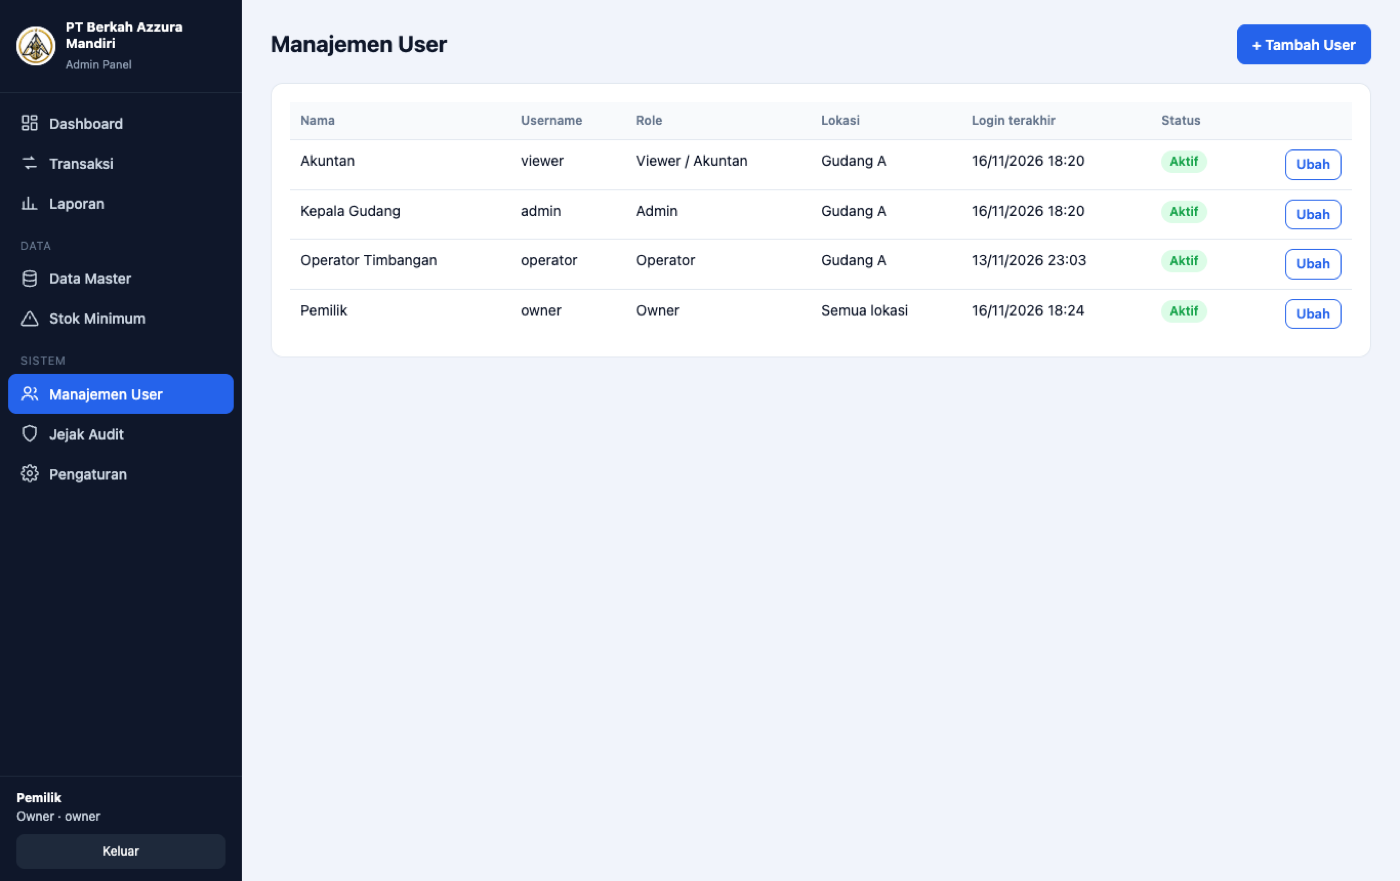 PT Berkah Azzura
Mandiri
Admin Panel
Dashboard
Transaksi
Laporan
DATA
Data Master
Stok Minimum
SISTEM
Manajemen User
Jejak Audit
Pengaturan
Pemilik
Owner · owner
Keluar
Manajemen User
+ Tambah User
Nama Username Role Lokasi Login terakhir Status
Akuntan viewer Viewer / Akuntan Gudang A 16/11/2026 18:20 Aktif Ubah
Kepala Gudang admin Admin Gudang A 16/11/2026 18:20 Aktif Ubah
Operator Timbangan operator Operator Gudang A 13/11/2026 23:03 Aktif Ubah
Pemilik owner Owner Semua lokasi 16/11/2026 18:24 Aktif Ubah